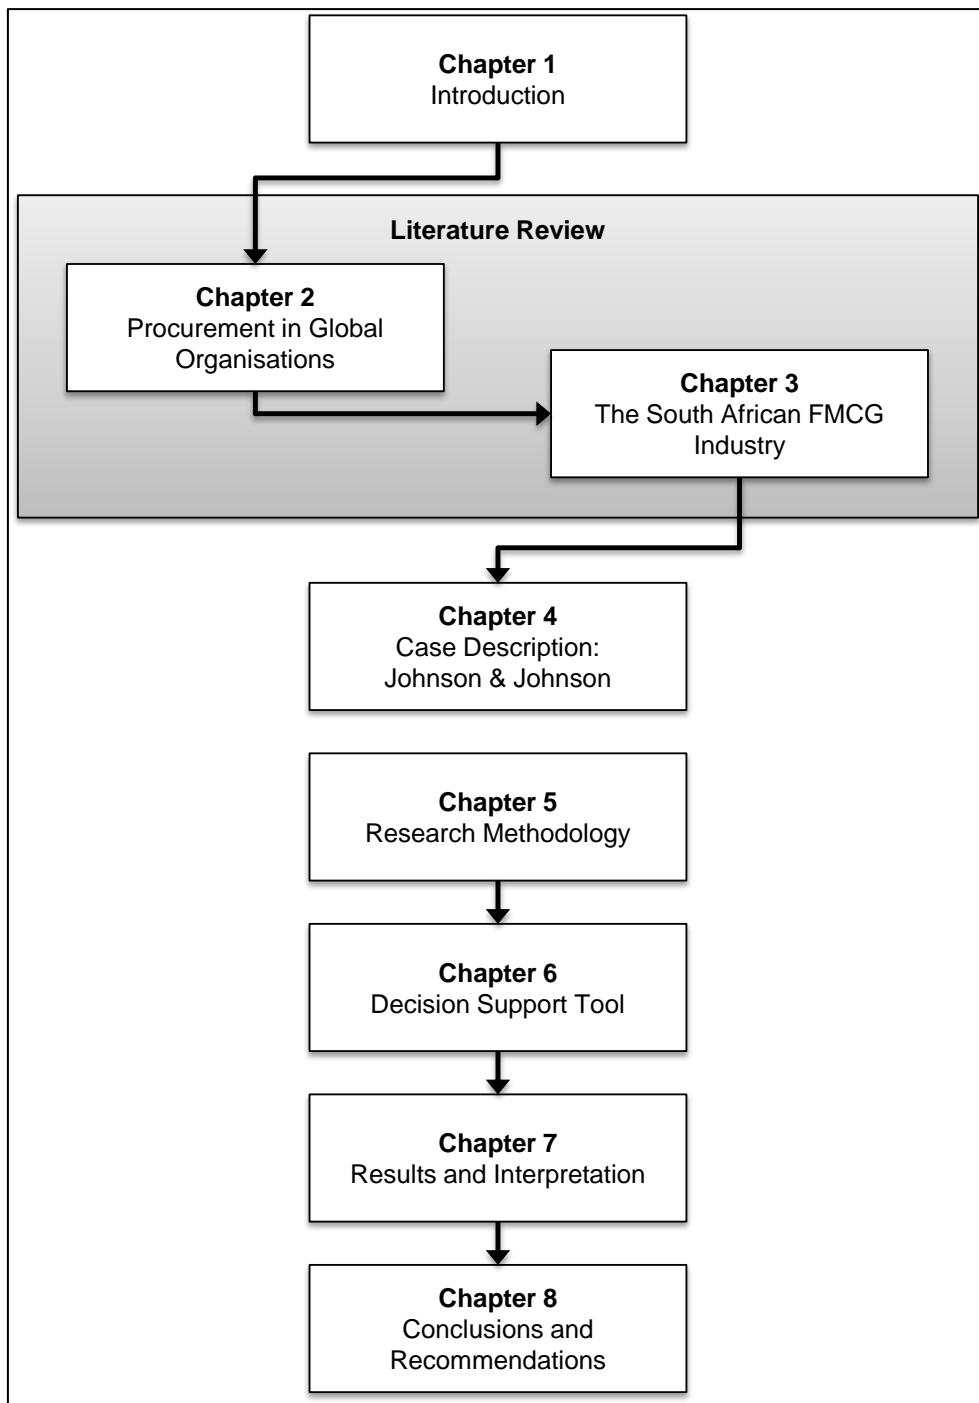 Chapter 1
Introduction
Literature Review
Chapter 2
Procurement in Global
Organisations
Chapter 3
The South African FMCG
Industry
Chapter 4
Case Description:
Johnson & Johnson
Chapter 5
Research Methodology
Chapter 6
Decision Support Tool
Chapter 7
Results and Interpretation
Chapter 8
Conclusions and
Recommendations